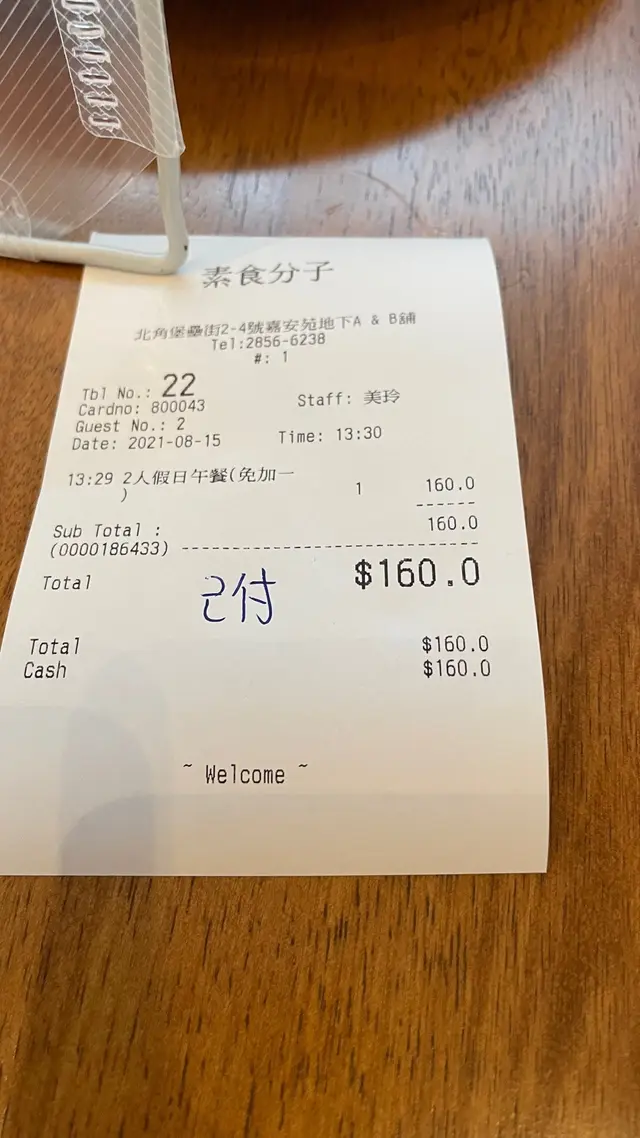 素食分子
北角堡壘街2-4號嘉安苑地下A & B舖
Tel:2856-6238
#: 1
Tbl No.: 22
Cardno: 800043
Staff: 美玲
Guest No.: 2
Date: 2021-08-15
Time: 13:30
13:29 2人假日午餐(免加一 1 160.0
)
Sub Total : 160.0
(0000186433)
Total $160.0
已付
Total $160.0
Cash $160.0
~ Welcome ~